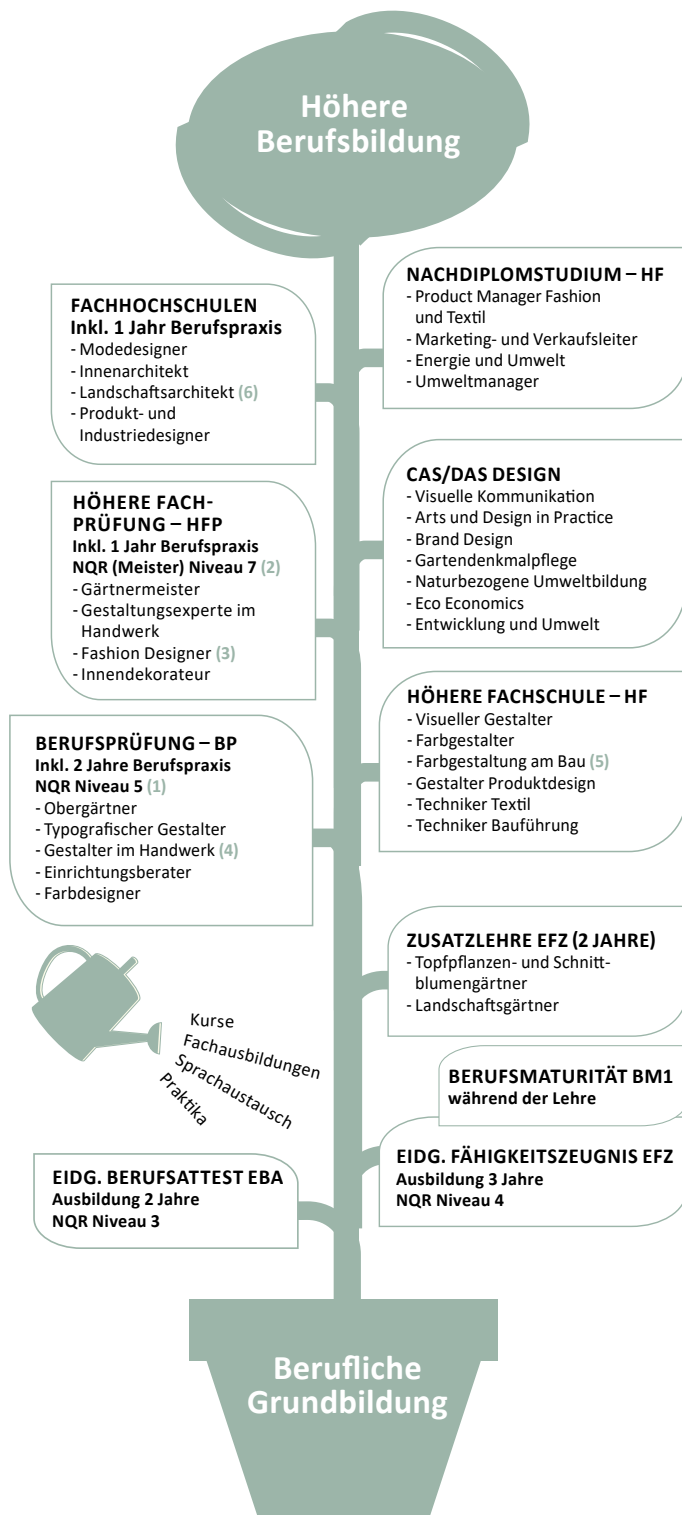 Höhere
Berufsbildung
FACHHOCHSCHULEN
Inkl. 1 Jahr Berufspraxis
- Modedesigner
- Innenarchitekt
- Landschaftsarchitekt (6)
- Produkt- und
Industriedesigner
NACHDIPLOMSTUDIUM – HF
- Product Manager Fashion
und Textil
- Marketing- und Verkaufsleiter
- Energie und Umwelt
- Umweltmanager
HÖHERE FACH-
PRÜFUNG – HFP
Inkl. 1 Jahr Berufspraxis
NQR (Meister) Niveau 7 (2)
- Gärtnermeister
- Gestaltungsexperte im
Handwerk
- Fashion Designer (3)
- Innendekorateur
CAS/DAS DESIGN
- Visuelle Kommunikation
- Arts und Design in Practice
- Brand Design
- Gartendenkmalpflege
- Naturbezogene Umweltbildung
- Eco Economics
- Entwicklung und Umwelt
BERUFSPRÜFUNG – BP
Inkl. 2 Jahre Berufspraxis
NQR Niveau 5 (1)
- Obergärtner
- Typografischer Gestalter
- Gestalter im Handwerk (4)
- Einrichtungsberater
- Farbdesigner
HÖHERE FACHSCHULE – HF
- Visueller Gestalter
- Farbgestalter
- Farbgestaltung am Bau (5)
- Gestalter Produktdesign
- Techniker Textil
- Techniker Bauführung
ZUSATZLEHRE EFZ (2 JAHRE)
- Topfpflanzen- und Schnitt-
blumengärtner
- Landschaftsgärtner
Kurse
Fachausbildungen
Sprachaustausch
Praktika
BERUFSMATURITÄT BM1
während der Lehre
EIDG. BERUFSATTEST EBA
Ausbildung 2 Jahre
NQR Niveau 3
EIDG. FÄHIGKEITSZEUGNIS EFZ
Ausbildung 3 Jahre
NQR Niveau 4
Berufliche
Grundbildung